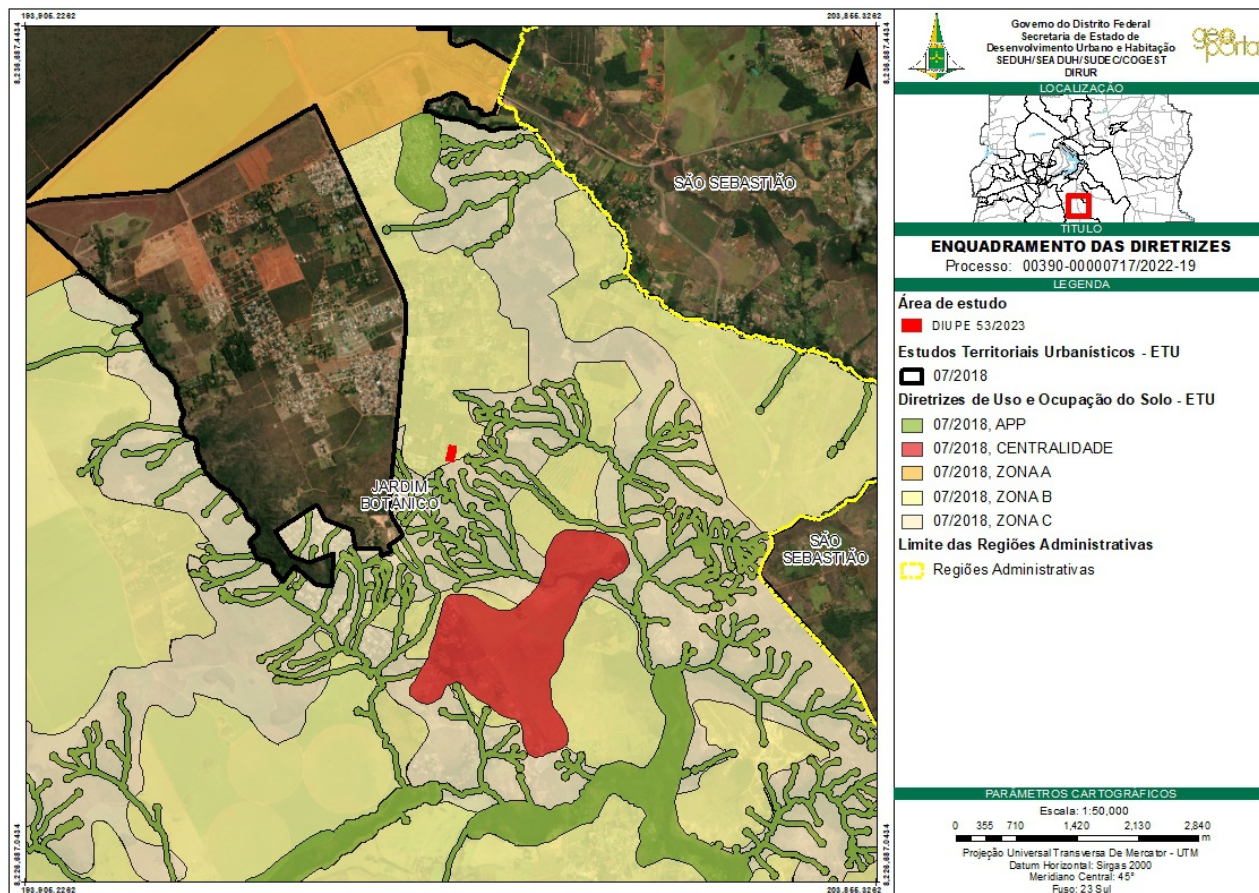 193,905.2262
203,855.3262
8,236,687.4434
8,236,687.4434
SÃO SEBASTIÃO
JARDIM
BOTÂNICO
SÃO
SEBASTIÃO
8,226,687.0434
8,226,687.0434
193,905.2262
203,855.3262
Governo do Distrito Federal
Secretaria de Estado de
Desenvolvimento Urbano e Habitação
SEDUH/SEADUH/SUDEC/COGEST
DIRUR
geo
porta
LOCALIZAÇÃO
TÍTULO
ENQUADRAMENTO DAS DIRETRIZES
Processo: 00390-00000717/2022-19
LEGENDA
Área de estudo
DIUPE 53/2023
Estudos Territoriais Urbanísticos - ETU
07/2018
Diretrizes de Uso e Ocupação do Solo - ETU
07/2018, APP
07/2018, CENTRALIDADE
07/2018, ZONA A
07/2018, ZONA B
07/2018, ZONA C
Limite das Regiões Administrativas
Regiões Administrativas
PARÂMETROS CARTOGRÁFICOS
Escala: 1:50,000
0 355 710 1,420 2,130 2,840
m
Projeção Universal Transversa De Mercator - UTM
Datum Horizontal: Sirgas 2000
Meridiano Central: 45°
Fuso: 23 Sul